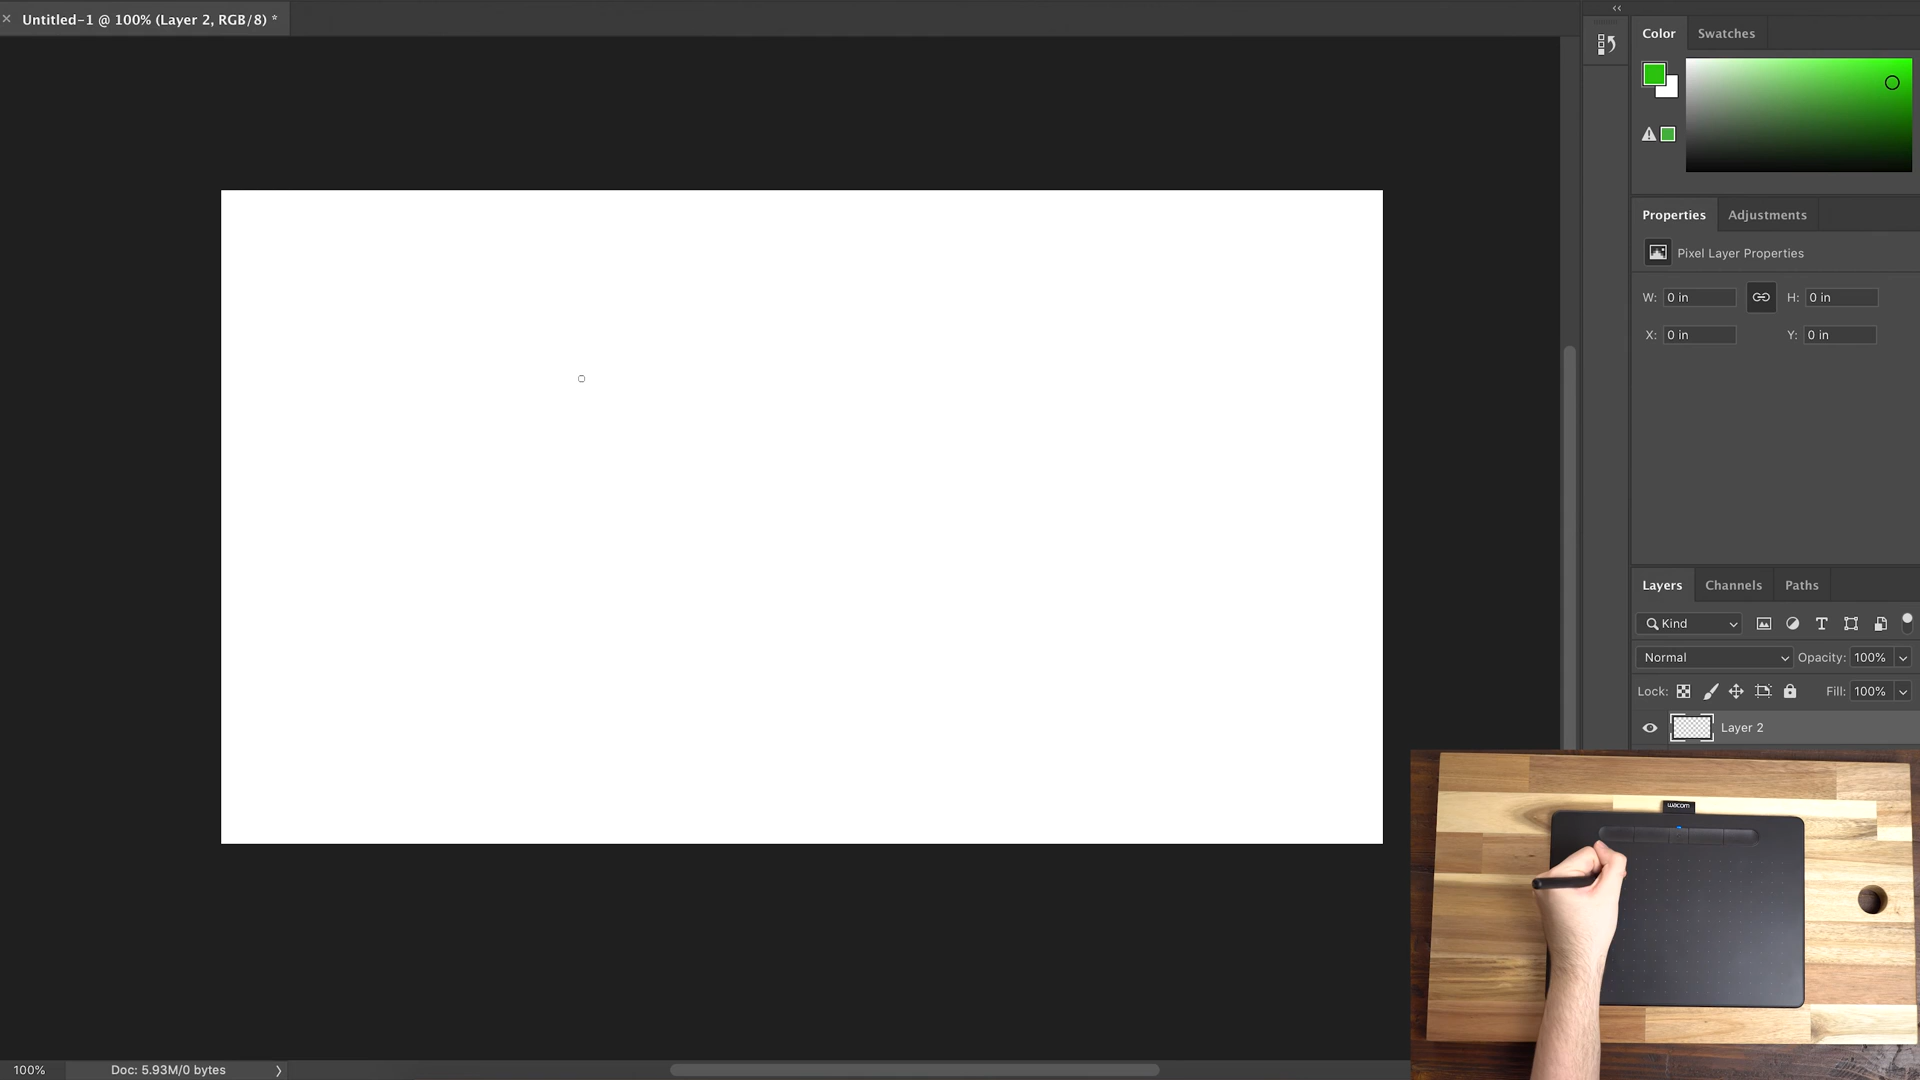 Untitled-1 @ 100% (Layer 2, RGB/8) *
Color
Swatches
Properties
Adjustments
Pixel Layer Properties
W: 0 in
H: 0 in
X: 0 in
Y: 0 in
Layers
Channels
Paths
Kind
Normal
Opacity: 100%
Lock:
Fill: 100%
Layer 2
wacom
100%
Doc: 5.93M/0 bytes